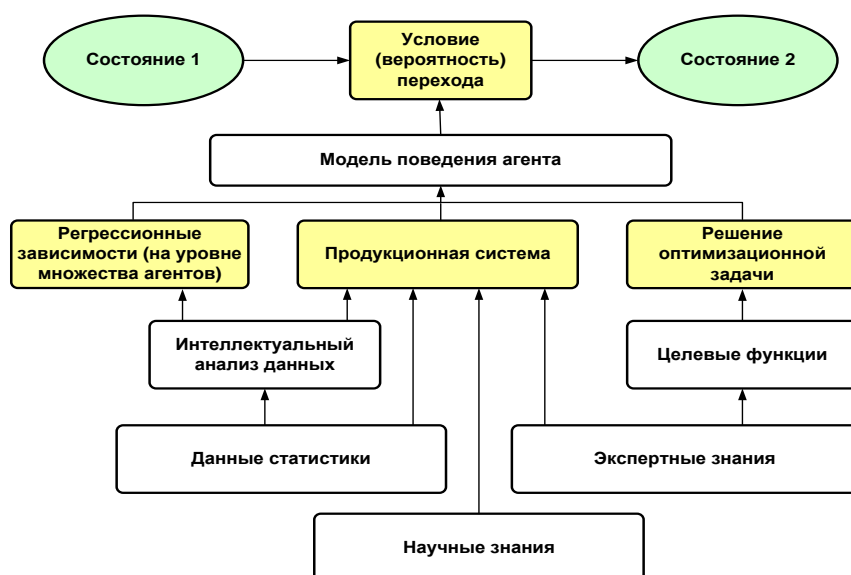 Состояние 1
Условие
(вероятность)
перехода
Состояние 2
Модель поведения агента
Регрессионные
зависимости (на уровне
множества агентов)
Продукционная система
Решение
оптимизационной
задачи
Интеллектуальный
анализ данных
Целевые функции
Данные статистики
Экспертные знания
Научные знания